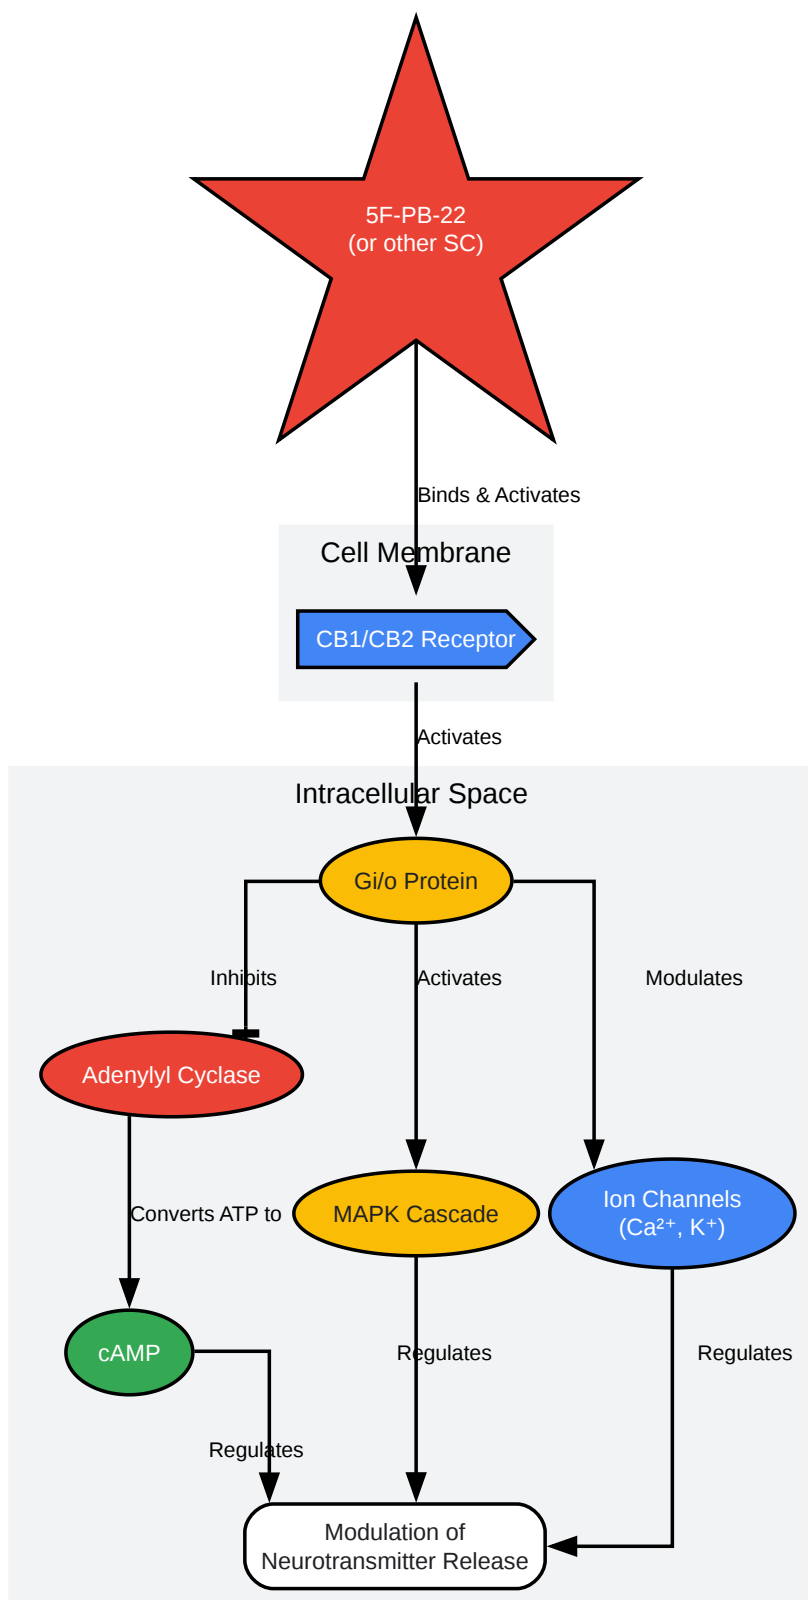 5F-PB-22
(or other SC)
Binds & Activates
Cell Membrane
CB1/CB2 Receptor
Activates
Intracellular Space
Gi/o Protein
Inhibits
Activates
Modulates
Adenylyl Cyclase
Converts ATP to
MAPK Cascade
Ion Channels
(Ca²⁺, K⁺)
cAMP
Regulates
Regulates
Regulates
Modulation of
Neurotransmitter Release